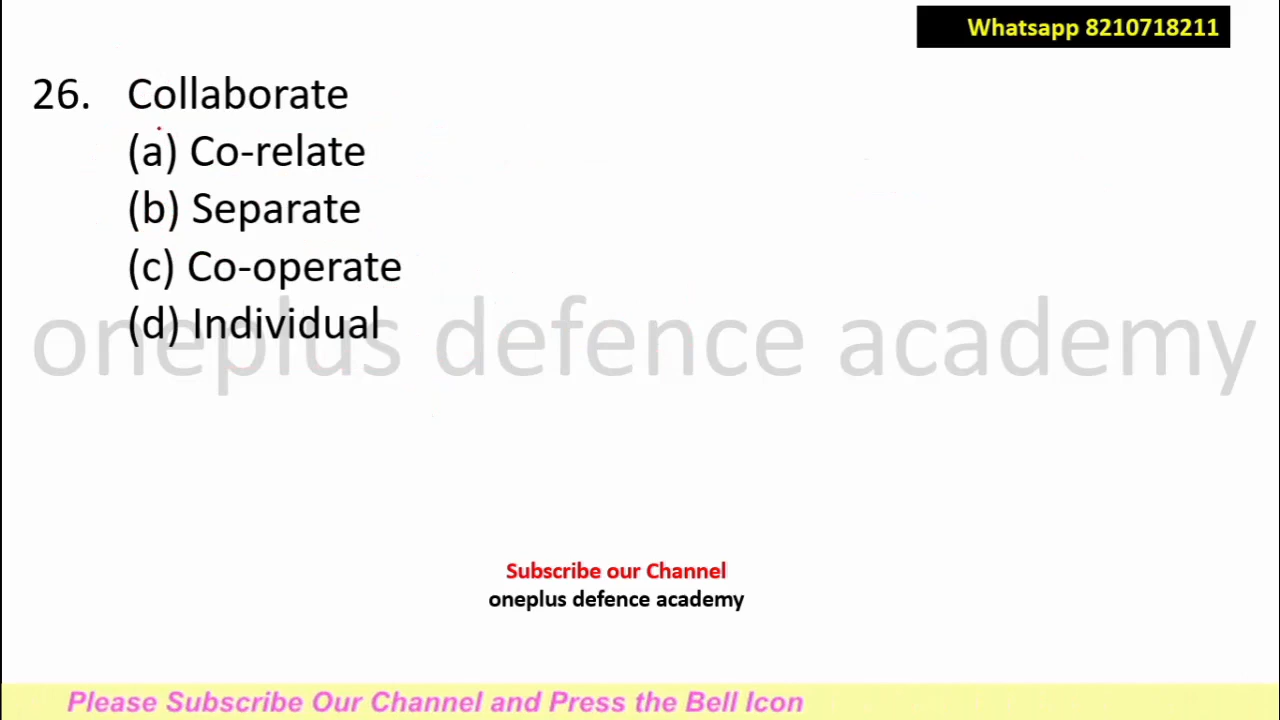 Whatsapp 8210718211
26. Collaborate
(a) Co-relate
(b) Separate
(c) Co-operate
(d) Individual
oneplus defence academy
Subscribe our Channel
oneplus defence academy
Please Subscribe Our Channel and Press the Bell Icon